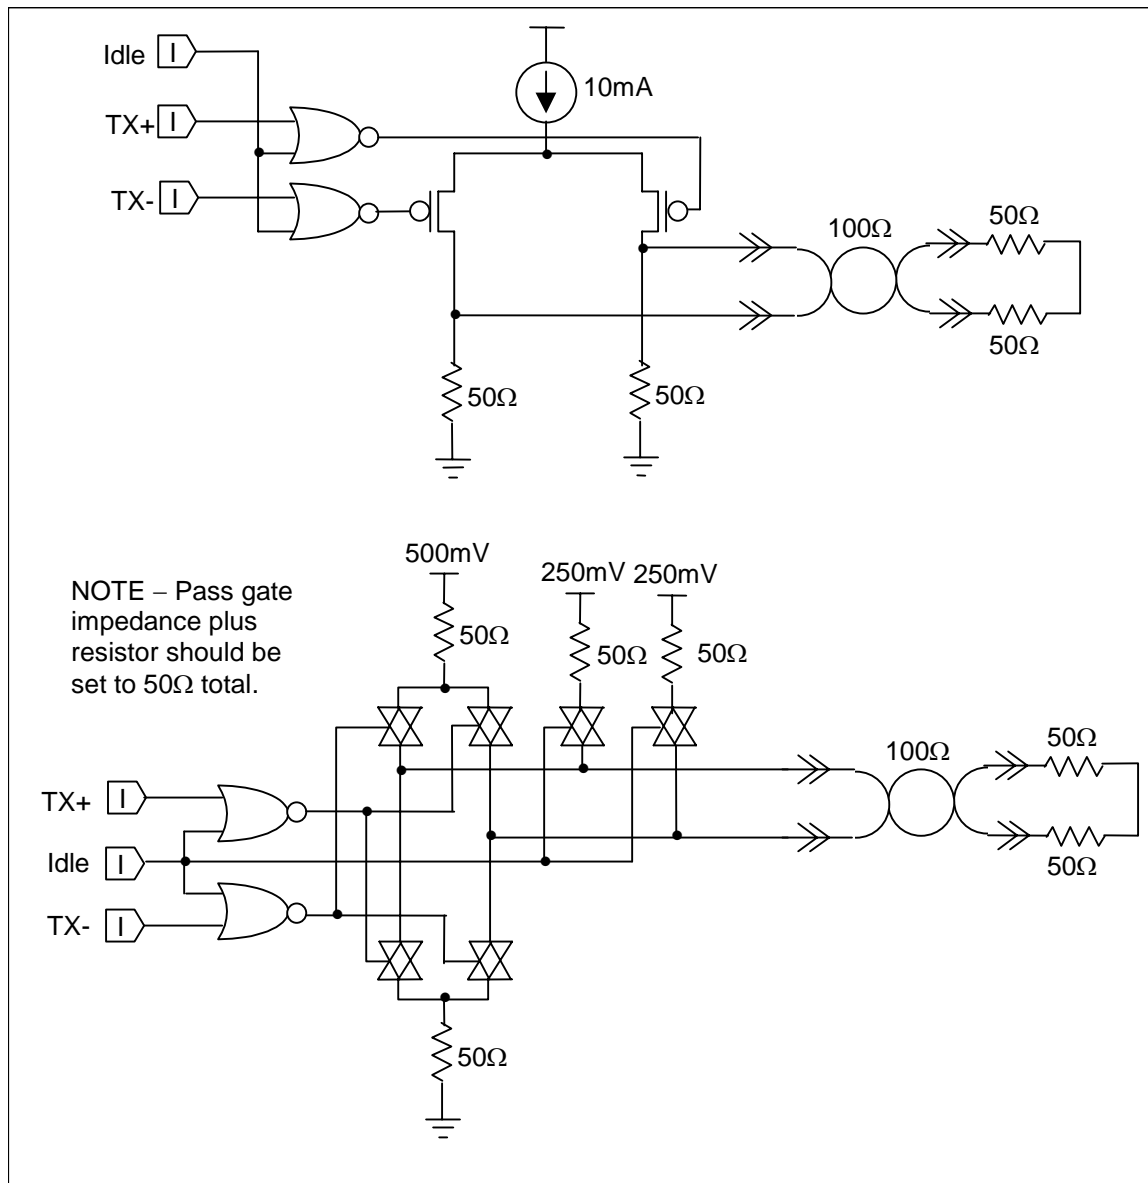 Idle I
10mA
TX+ I
TX- I
100Ω
50Ω
50Ω
50Ω
50Ω
500mV
250mV 250mV
NOTE – Pass gate
impedance plus
resistor should be
set to 50Ω total.
50Ω
50Ω
50Ω
100Ω
50Ω
TX+ I
Idle I
50Ω
TX- I
50Ω